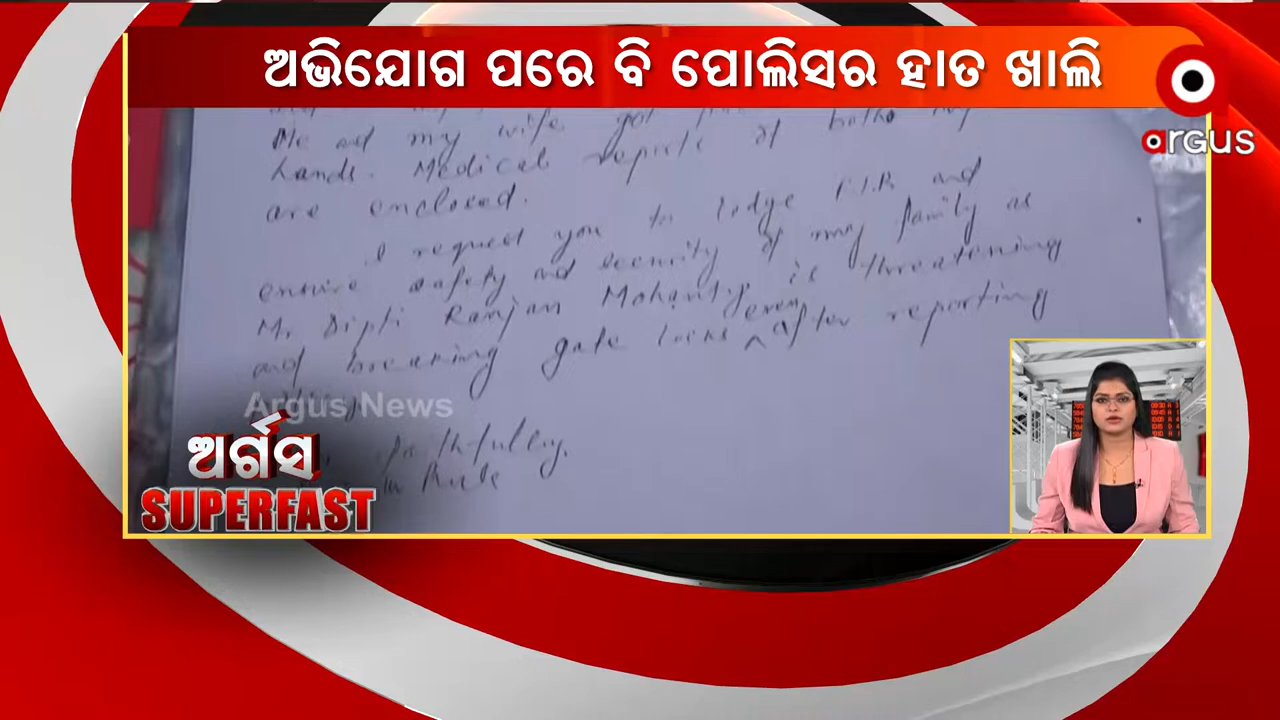 ଅଭିଯୋଗ ପରେ ବି ପୋଲିସର ହାତ ଖାଲି
argus
Me and my wife got
hands. Medical reports of both
are enclosed.
I request you to lodge F.I.R and
ensure safety and security of my family as
Mr Dipti Ranjan Mohanty is threatening
and breaking gate locks even after reporting
Argus News
ଅର୍ଗସ
SUPERFAST